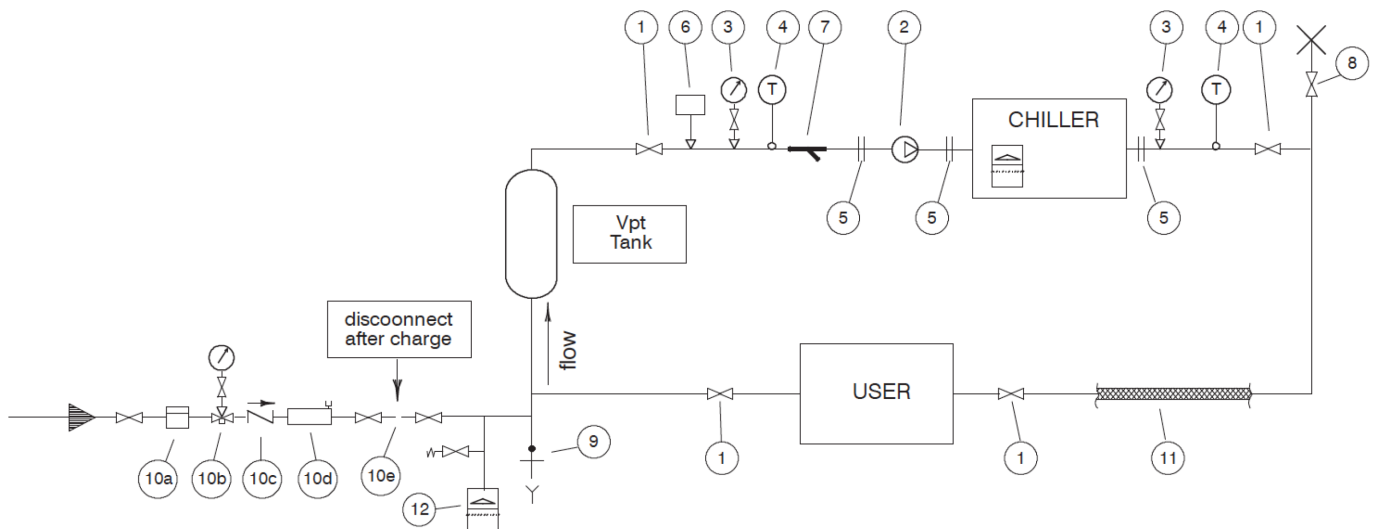 1 6 3 4 7 2 3 4 1
8
T T
CHILLER
5 5 5
Vpt
Tank
discoonnect
after charge
flow
USER
9
1 1 11
10a 10b 10c 10d 10e
12